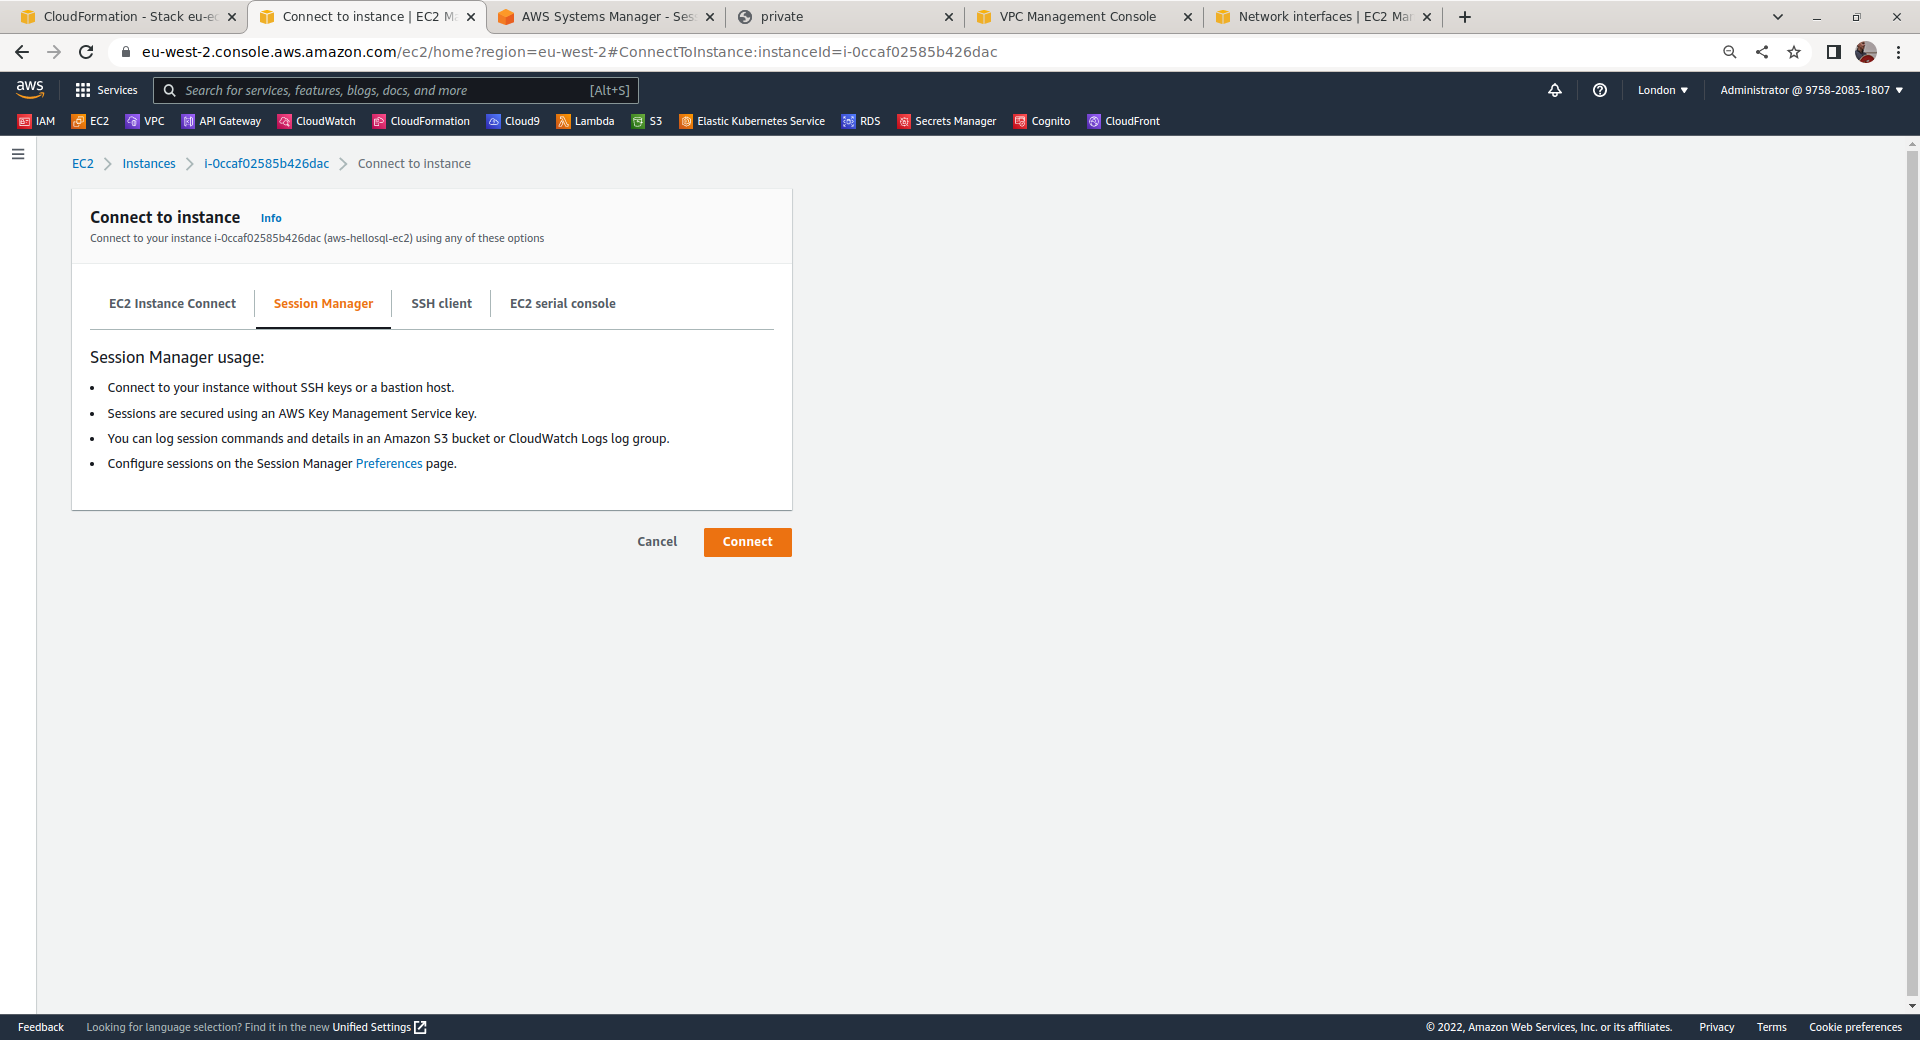 CloudFormation - Stack eu-ec
Connect to instance | EC2 Ma
AWS Systems Manager - Ses
private
VPC Management Console
Network interfaces | EC2 Mar
eu-west-2.console.aws.amazon.com/ec2/home?region=eu-west-2#ConnectToInstance:instanceId=i-0ccaf02585b426dac
aws
Services
Search for services, features, blogs, docs, and more
[Alt+S]
London
Administrator @ 9758-2083-1807
IAM
EC2
VPC
API Gateway
CloudWatch
CloudFormation
Cloud9
Lambda
S3
Elastic Kubernetes Service
RDS
Secrets Manager
Cognito
CloudFront
EC2
Instances
i-0ccaf02585b426dac
Connect to instance
Connect to instance Info
Connect to your instance i-0ccaf02585b426dac (aws-hellosql-ec2) using any of these options
EC2 Instance Connect
Session Manager
SSH client
EC2 serial console
Session Manager usage:
• Connect to your instance without SSH keys or a bastion host.
• Sessions are secured using an AWS Key Management Service key.
• You can log session commands and details in an Amazon S3 bucket or CloudWatch Logs log group.
• Configure sessions on the Session Manager Preferences page.
Cancel
Connect
Feedback
Looking for language selection? Find it in the new Unified Settings
© 2022, Amazon Web Services, Inc. or its affiliates.
Privacy
Terms
Cookie preferences